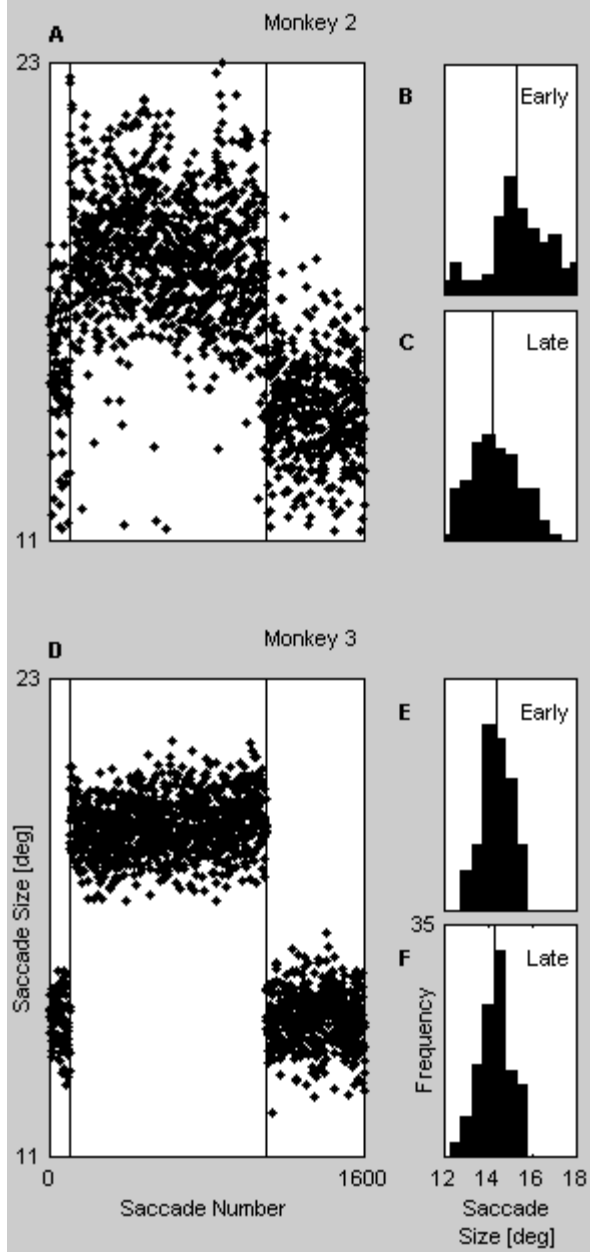 Monkey 2
A
23
11
B
Early
C
Late
Monkey 3
D
23
Saccade Size [deg]
11
0
1600
Saccade Number
E
Early
35
F
Late
Frequency
12 14 16 18
Saccade
Size [deg]